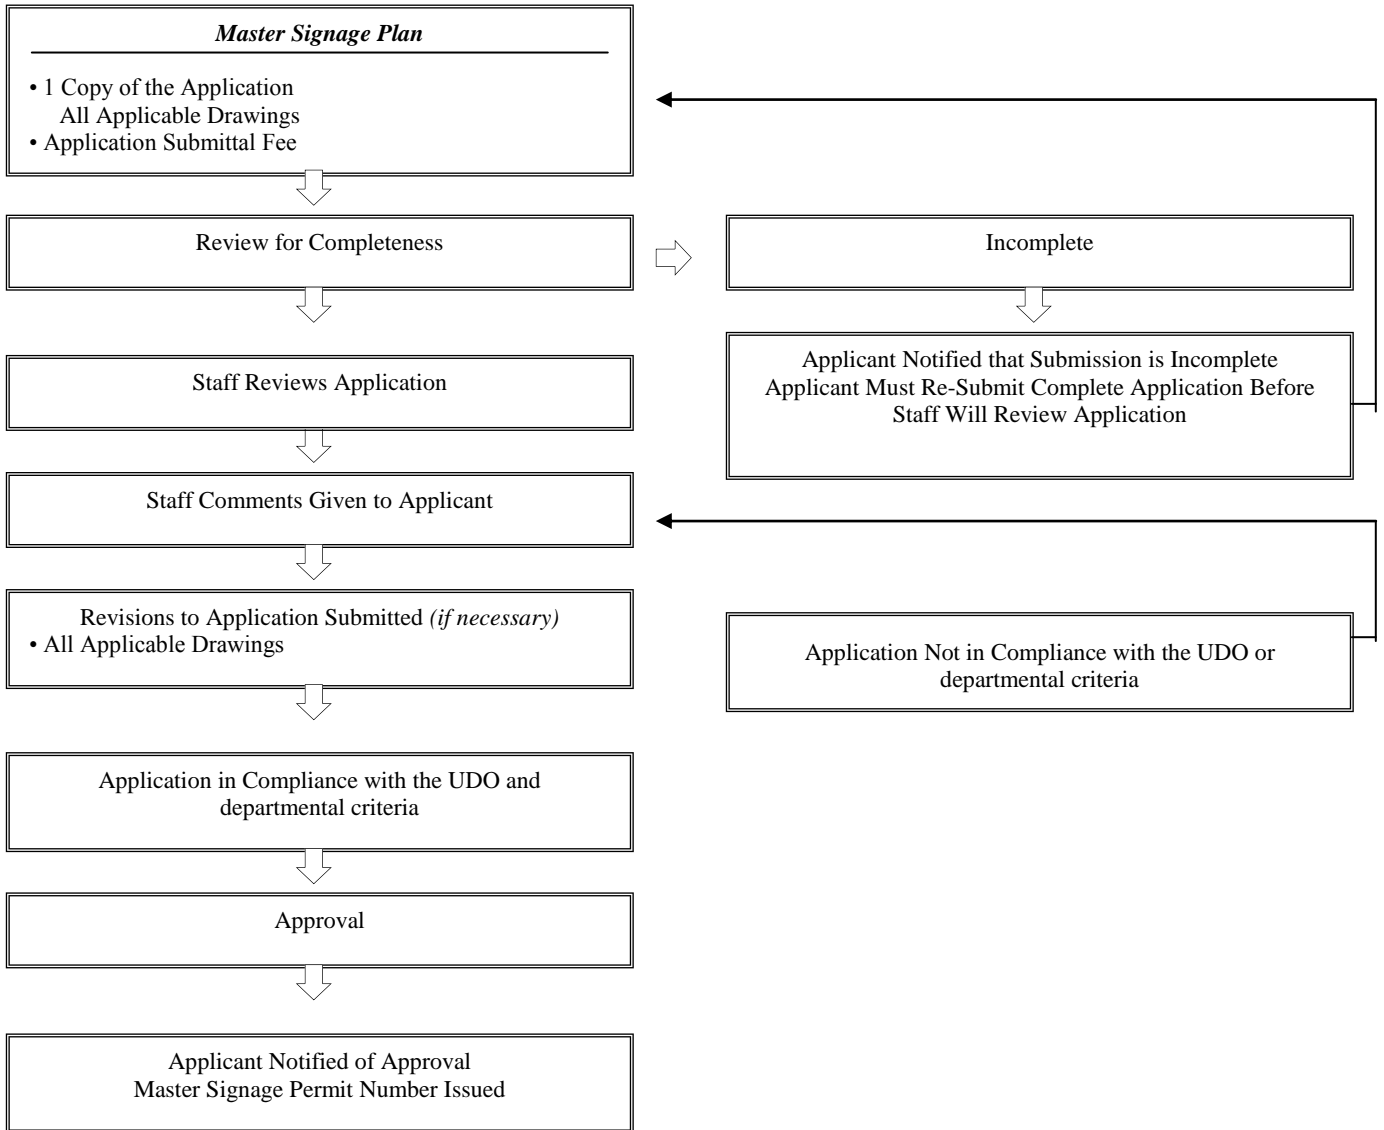 Master Signage Plan
• 1 Copy of the Application
All Applicable Drawings
• Application Submittal Fee
Review for Completeness
Incomplete
Applicant Notified that Submission is Incomplete
Applicant Must Re-Submit Complete Application Before
Staff Will Review Application
Staff Reviews Application
Staff Comments Given to Applicant
Revisions to Application Submitted (if necessary)
• All Applicable Drawings
Application Not in Compliance with the UDO or
departmental criteria
Application in Compliance with the UDO and
departmental criteria
Approval
Applicant Notified of Approval
Master Signage Permit Number Issued